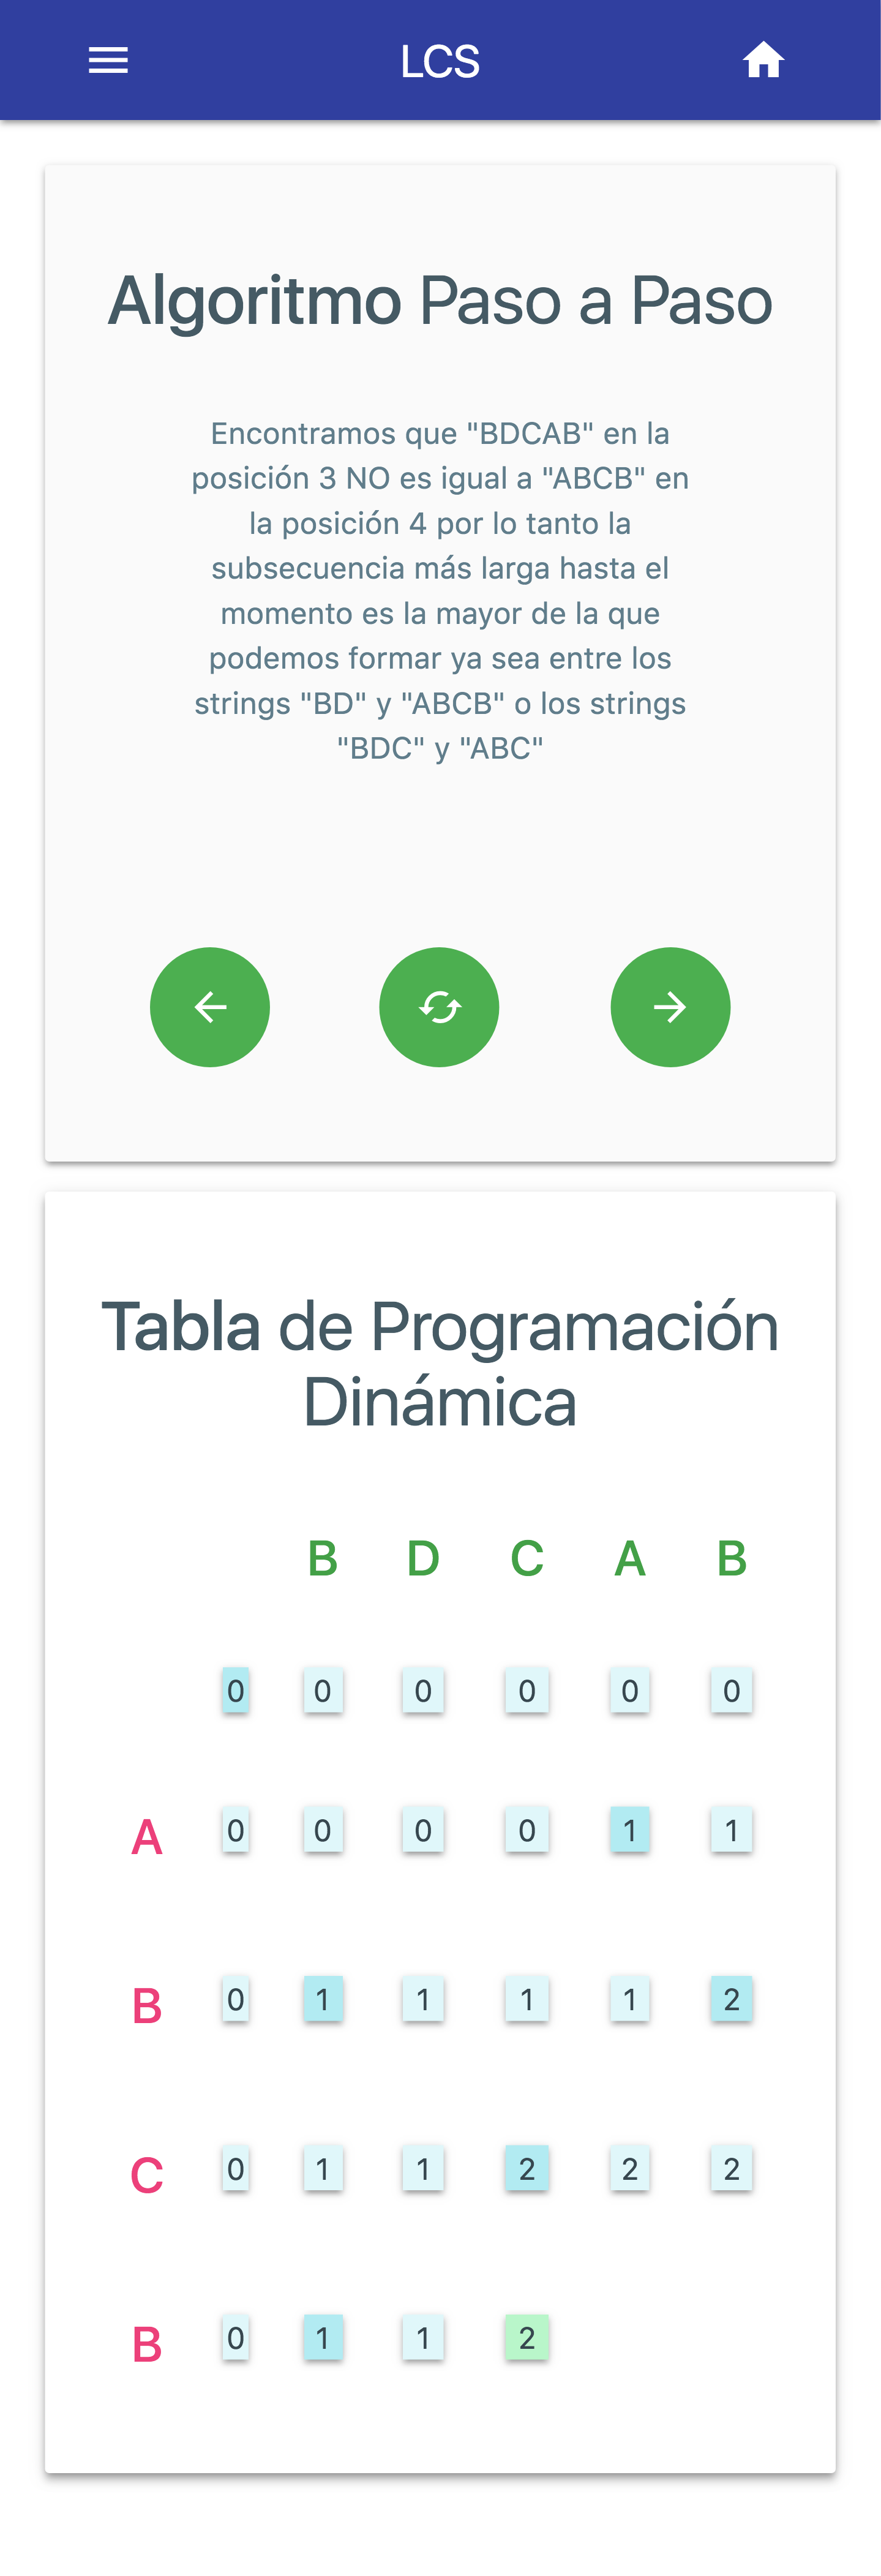 LCS
Algoritmo Paso a Paso
Encontramos que "BDCAB" en la
posición 3 NO es igual a "ABCB" en
la posición 4 por lo tanto la
subsecuencia más larga hasta el
momento es la mayor de la que
podemos formar ya sea entre los
strings "BD" y "ABCB" o los strings
"BDC" y "ABC"
Tabla de Programación
Dinámica
B D C A B
0 0 0 0 0 0
A 0 0 0 0 1 1
B 0 1 1 1 1 2
C 0 1 1 2 2 2
B 0 1 1 2